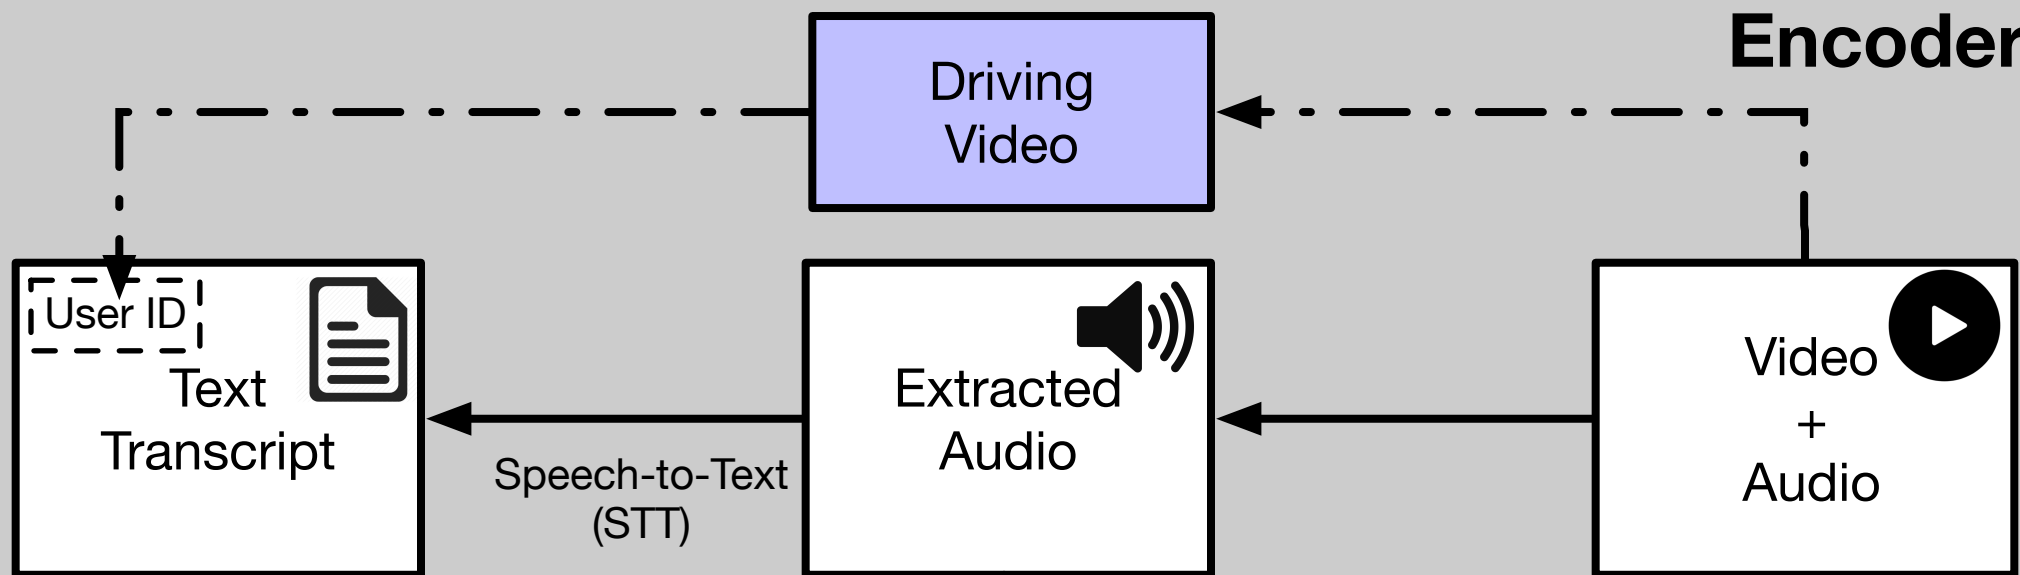 Encoder
Driving
Video
User ID
Text
Transcript
Speech-to-Text
(STT)
Extracted
Audio
Video
+
Audio